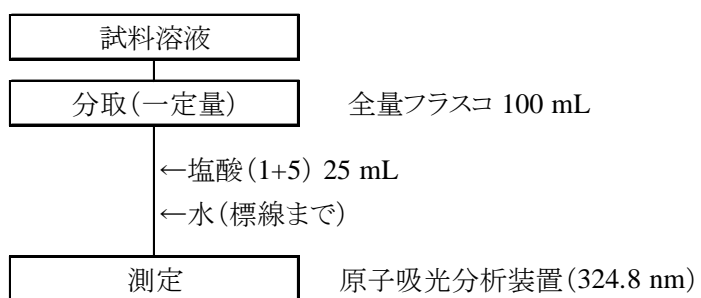 試料溶液
分取(一定量) 全量フラスコ 100 mL
←塩酸(1+5) 25 mL
←水(標線まで)
測定 原子吸光分析装置(324.8 nm)